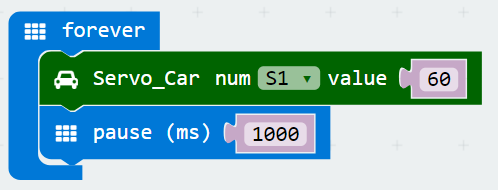 forever
Servo_Car num S1 value 60
pause (ms) 1000